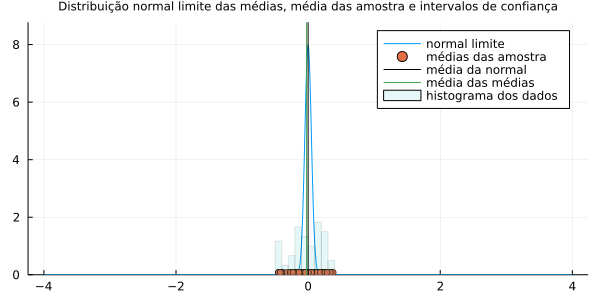 Distribuição normal limite das médias, média das amostra e intervalos de confiança
normal limite
médias das amostra
média da normal
média das médias
histograma dos dados
8
6
4
2
0
−4
−2
0
2
4